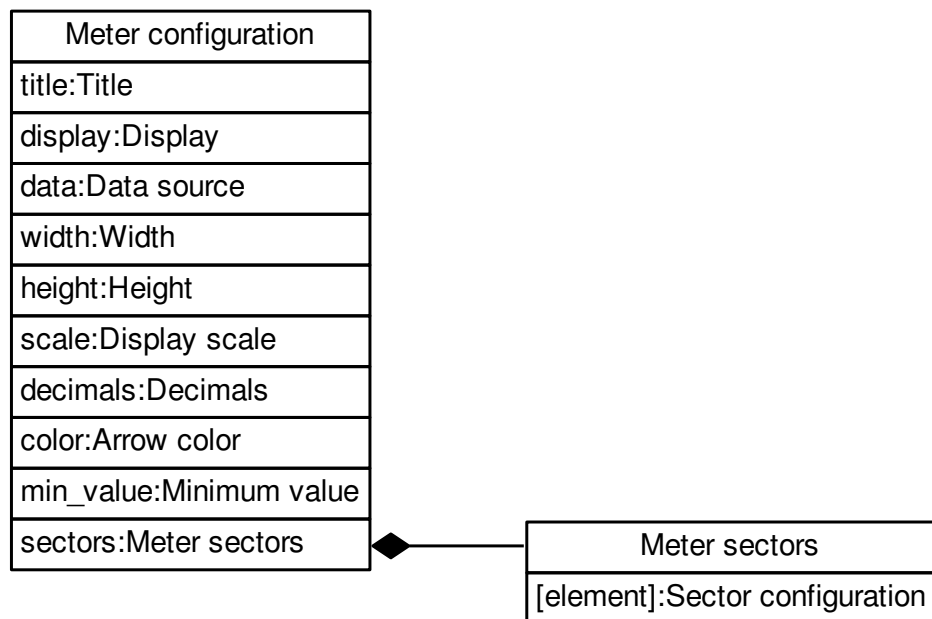 Meter configuration
title:Title
display:Display
data:Data source
width:Width
height:Height
scale:Display scale
decimals:Decimals
color:Arrow color
min_value:Minimum value
sectors:Meter sectors
Meter sectors
[element]:Sector configuration